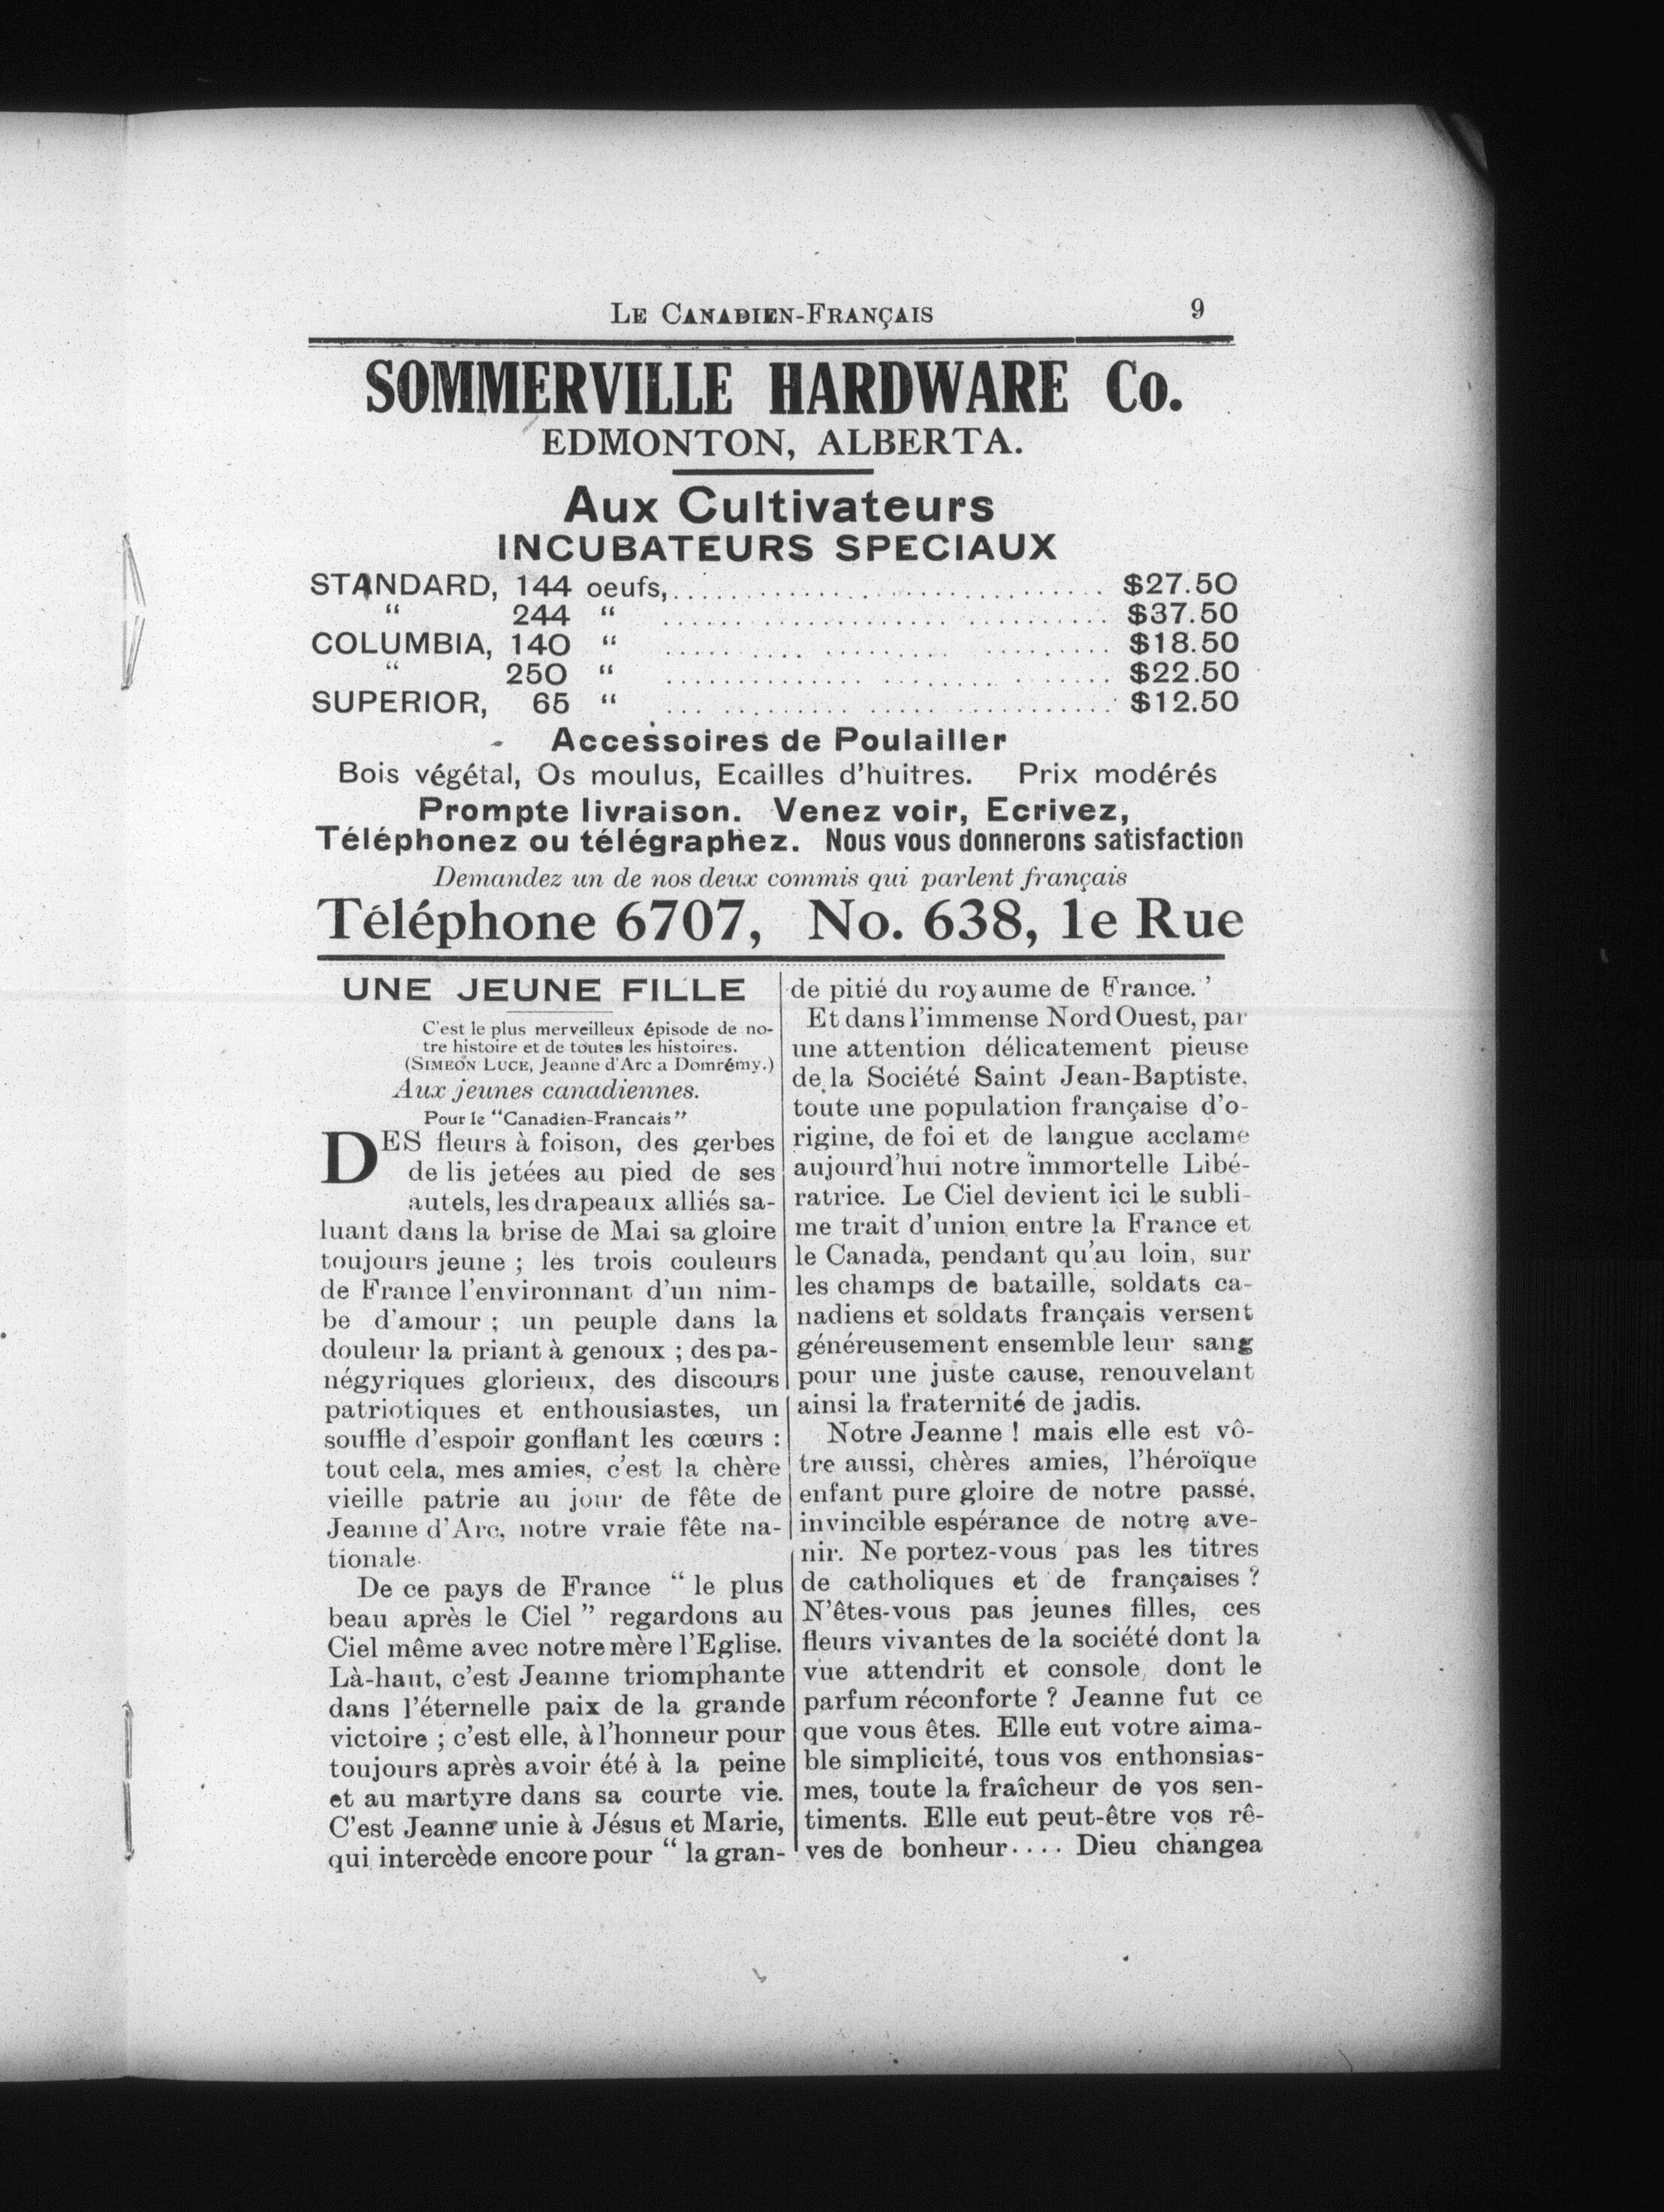 LE CANADIEN-FRANÇAIS 9
SOMMERVILLE HARDWARE Co.
EDMONTON, ALBERTA.
Aux Cultivateurs
INCUBATEURS SPECIAUX
STANDARD, 144 oeufs, $27.50
“ 244 “ $37.50
COLUMBIA, 140 “ $18.50
“ 250 “ $22.50
SUPERIOR, 65 “ $12.50
Accessoires de Poulailler
Bois végétal, Os moulus, Ecailles d'huitres. Prix modérés
Prompte livraison. Venez voir, Ecrivez,
Téléphonez ou télégraphez. Nous vous donnerons satisfaction
Demandez un de nos deux commis qui parlent français
Téléphone 6707, No. 638, 1e Rue
UNE JEUNE FILLE
C'est le plus merveilleux épisode de no-
tre histoire et de toutes les histoires.
(SIMEON LUCE, Jeanne d'Arc a Domrémy.)
Aux jeunes canadiennes.
Pour le “Canadien-Francais”
DES fleurs à foison, des gerbes
de lis jetées au pied de ses
autels, les drapeaux alliés sa-
luant dans la brise de Mai sa gloire
toujours jeune ; les trois couleurs
de France l'environnant d'un nim-
be d'amour ; un peuple dans la
douleur la priant à genoux ; des pa-
négyriques glorieux, des discours
patriotiques et enthousiastes, un
souffle d'espoir gonflant les cœurs :
tout cela, mes amies, c'est la chère
vieille patrie au jour de fête de
Jeanne d'Arc, notre vraie fête na-
tionale.
De ce pays de France “ le plus
beau après le Ciel ” regardons au
Ciel même avec notre mère l'Eglise.
Là-haut, c'est Jeanne triomphante
dans l'éternelle paix de la grande
victoire ; c'est elle, à l'honneur pour
toujours après avoir été à la peine
et au martyre dans sa courte vie.
C'est Jeanne unie à Jésus et Marie,
qui intercède encore pour “ la gran-
de pitié du royaume de France. ’
Et dans l'immense Nord Ouest, par
une attention délicatement pieuse
de la Société Saint Jean-Baptiste,
toute une population française d'o-
rigine, de foi et de langue acclame
aujourd'hui notre immortelle Libé-
ratrice. Le Ciel devient ici le subli-
me trait d'union entre la France et
le Canada, pendant qu'au loin, sur
les champs de bataille, soldats ca-
nadiens et soldats français versent
généreusement ensemble leur sang
pour une juste cause, renouvelant
ainsi la fraternité de jadis.
Notre Jeanne ! mais elle est vô-
tre aussi, chères amies, l'héroïque
enfant pure gloire de notre passé,
invincible espérance de notre ave-
nir. Ne portez-vous pas les titres
de catholiques et de françaises ?
N'êtes-vous pas jeunes filles, ces
fleurs vivantes de la société dont la
vue attendrit et console, dont le
parfum réconforte ? Jeanne fut ce
que vous êtes. Elle eut votre aima-
ble simplicité, tous vos enthonsias-
mes, toute la fraîcheur de vos sen-
timents. Elle eut peut-être vos rê-
ves de bonheur.... Dieu changea